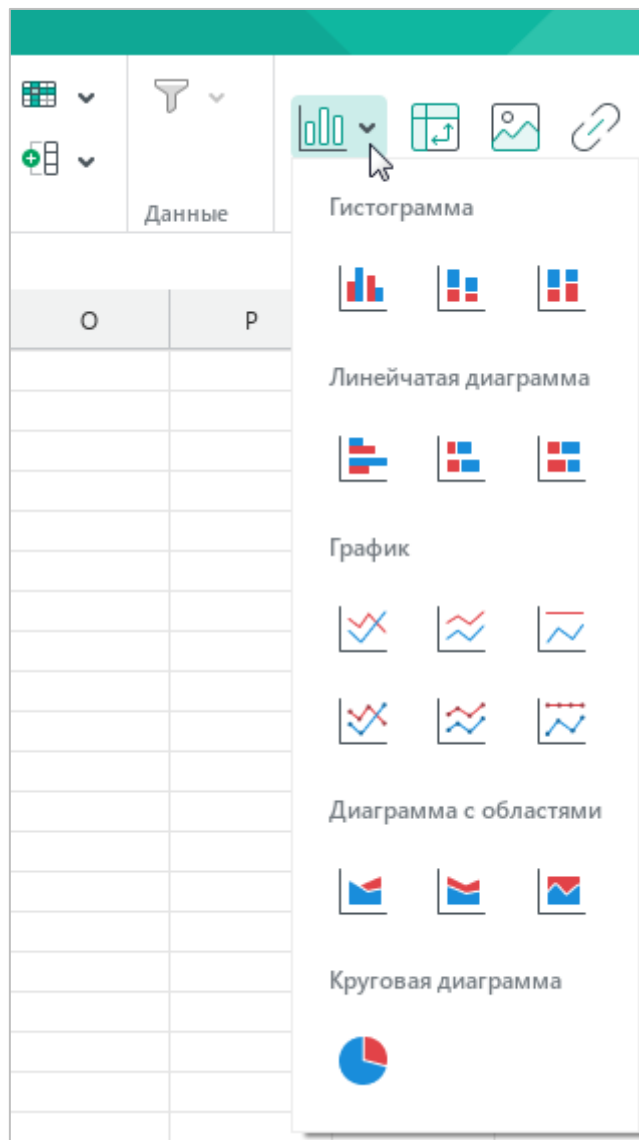 Данные
O P
Гистограмма
Линейчатая диаграмма
График
Диаграмма с областями
Круговая диаграмма